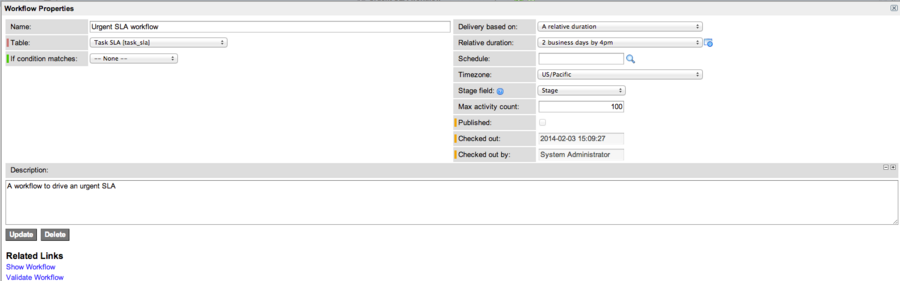 Workflow Properties
Name: Urgent SLA workflow
Table: Task SLA [task_sla]
If condition matches: -- None --
Delivery based on: A relative duration
Relative duration: 2 business days by 4pm
Schedule:
Timezone: US/Pacific
Stage field: Stage
Max activity count: 100
Published:
Checked out: 2014-02-03 15:09:27
Checked out by: System Administrator
Description:
A workflow to drive an urgent SLA
Update Delete
Related Links
Show Workflow
Validate Workflow